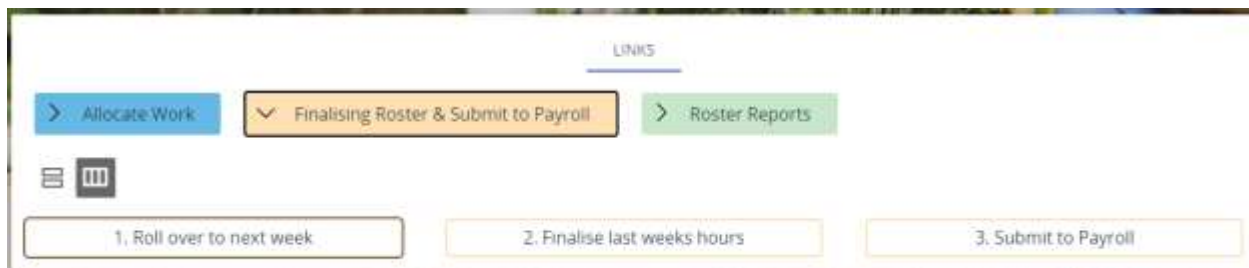 LINKS
Allocate Work Finalising Roster & Submit to Payroll Roster Reports
1. Roll over to next week 2. Finalise last weeks hours 3. Submit to Payroll